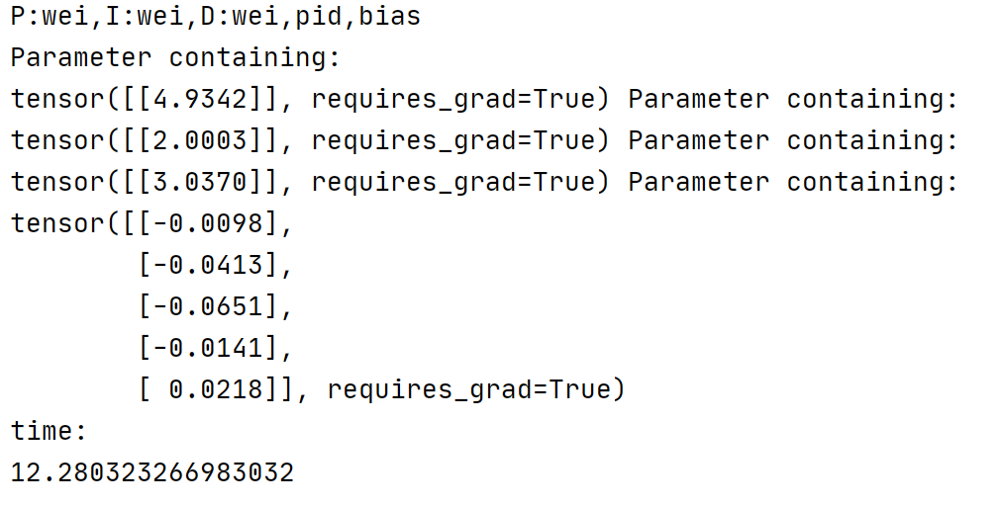 P:wei,I:wei,D:wei,pid,bias
Parameter containing:
tensor([[4.9342]], requires_grad=True) Parameter containing:
tensor([[2.0003]], requires_grad=True) Parameter containing:
tensor([[3.0370]], requires_grad=True) Parameter containing:
tensor([[-0.0098],
        [-0.0413],
        [-0.0651],
        [-0.0141],
        [ 0.0218]], requires_grad=True)
time:
12.280323266983032